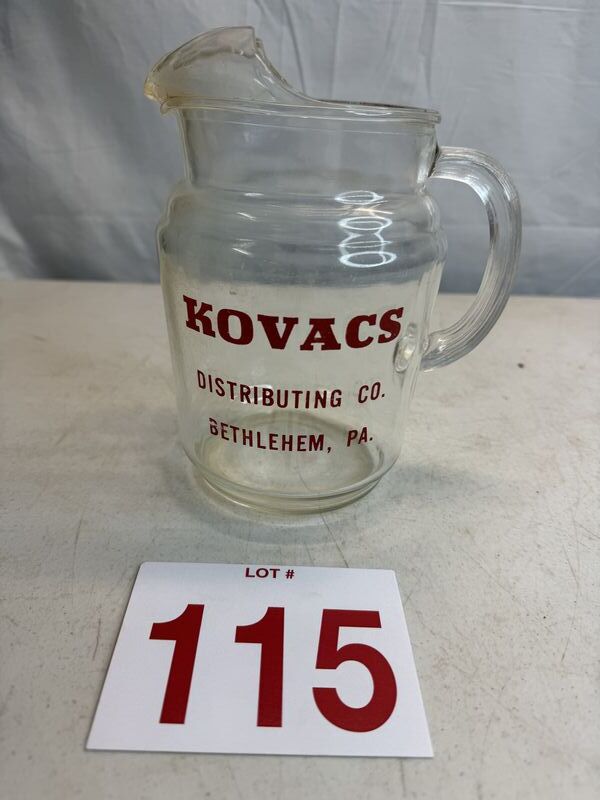 KOVACS
DISTRIBUTING CO.
BETHLEHEM, PA.
LOT #
115